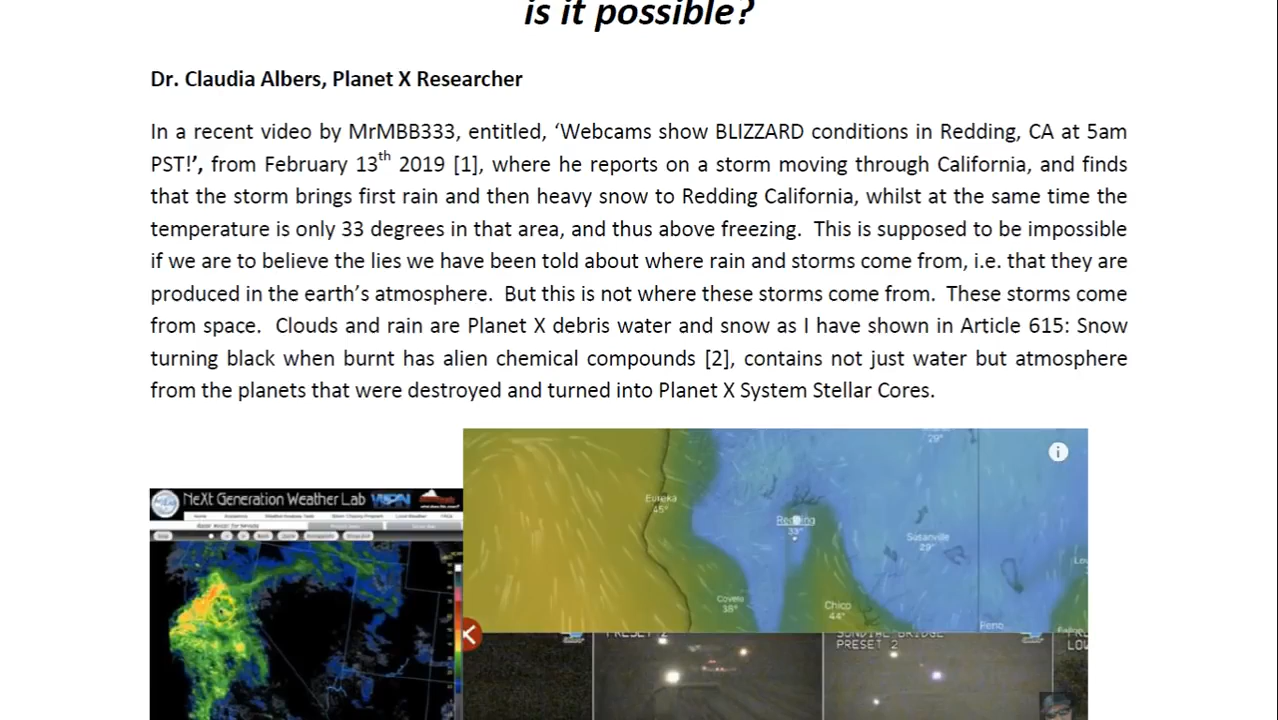 is it possible?
Dr. Claudia Albers, Planet X Researcher
In a recent video by MrMBB333, entitled, ‘Webcams show BLIZZARD conditions in Redding, CA at 5am
PST!’, from February 13th 2019 [1], where he reports on a storm moving through California, and finds
that the storm brings first rain and then heavy snow to Redding California, whilst at the same time the
temperature is only 33 degrees in that area, and thus above freezing. This is supposed to be impossible
if we are to believe the lies we have been told about where rain and storms come from, i.e. that they are
produced in the earth’s atmosphere. But this is not where these storms come from. These storms come
from space. Clouds and rain are Planet X debris water and snow as I have shown in Article 615: Snow
turning black when burnt has alien chemical compounds [2], contains not just water but atmosphere
from the planets that were destroyed and turned into Planet X System Stellar Cores.
29°
i
Eureka
45°
Redding
33°
Susanville
29°
Covelo
38°
Chico
44°
Reno
NeXt Generation Weather Lab
PRESET 2
SUNDIAL BRIDGE
PRESET 2